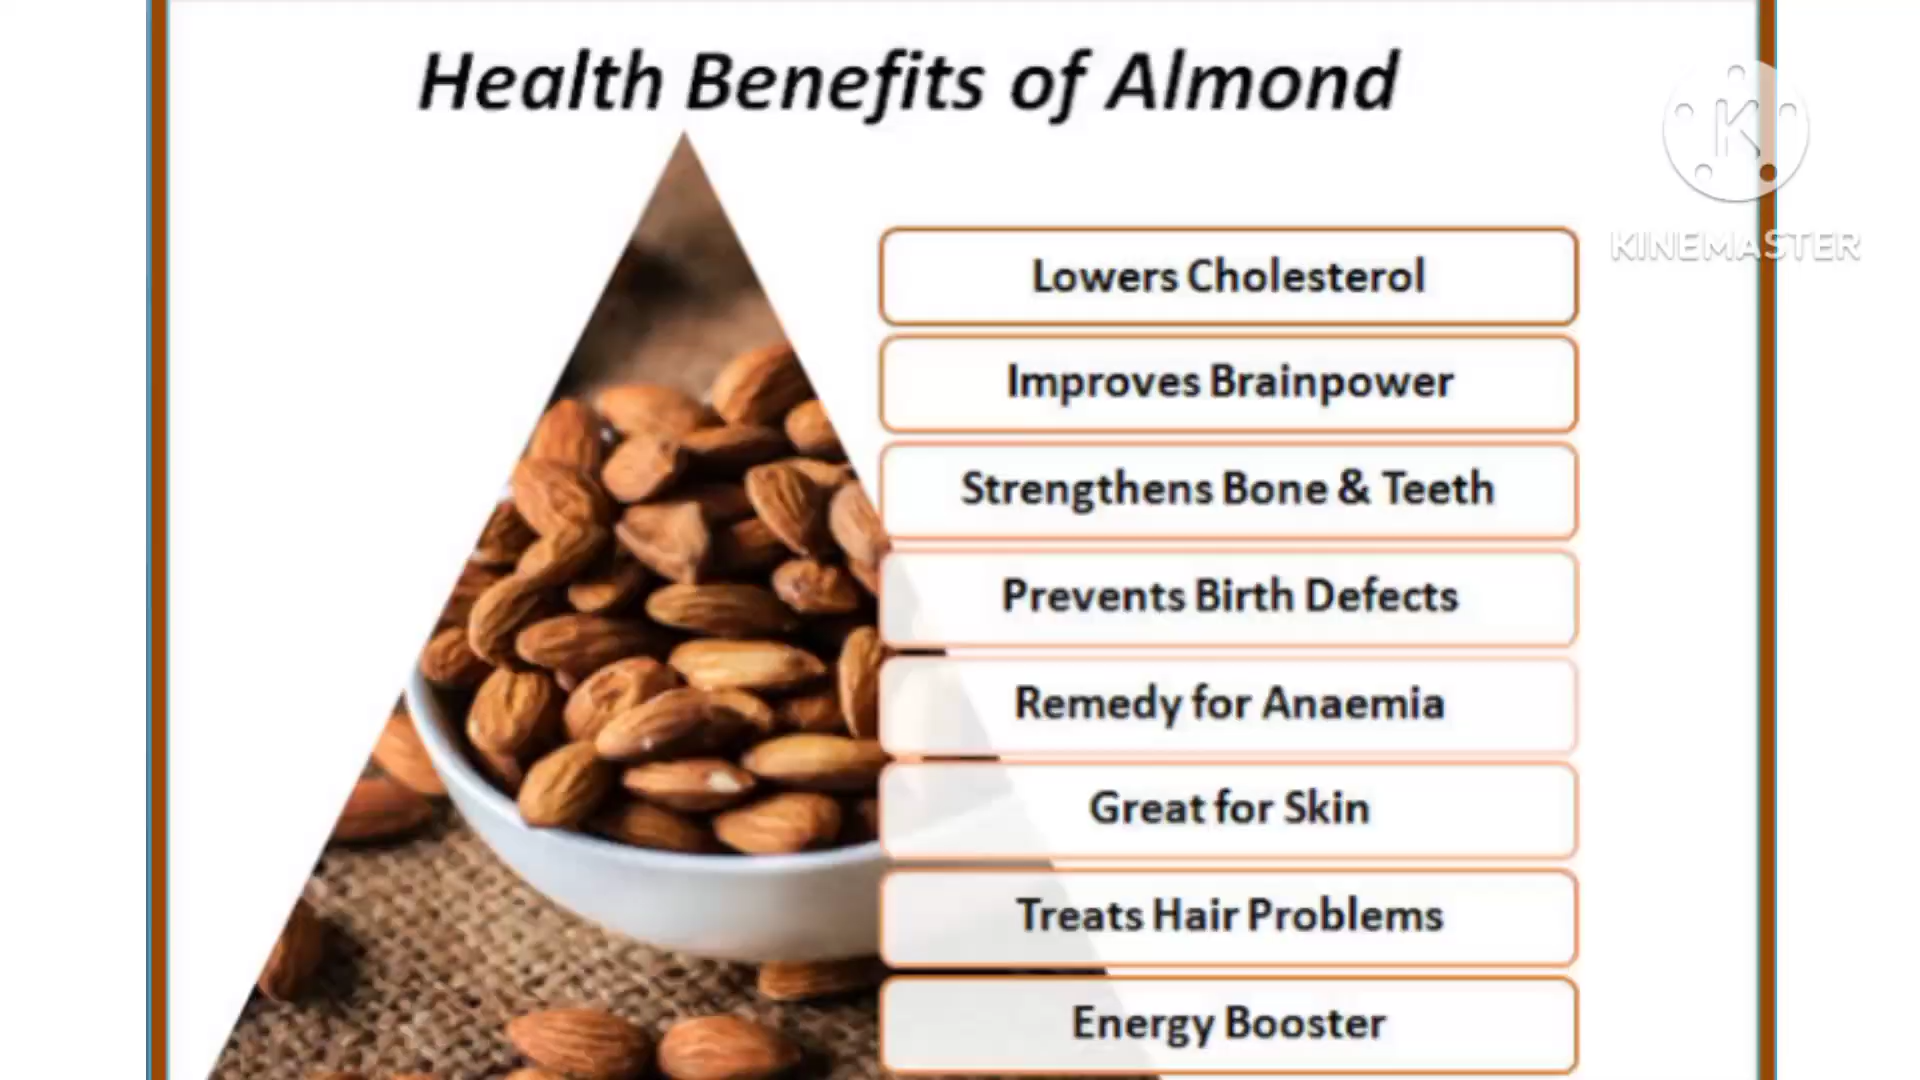 Health Benefits of Almond
K
KINEMASTER
Lowers Cholesterol
Improves Brainpower
Strengthens Bone & Teeth
Prevents Birth Defects
Remedy for Anaemia
Great for Skin
Treats Hair Problems
Energy Booster